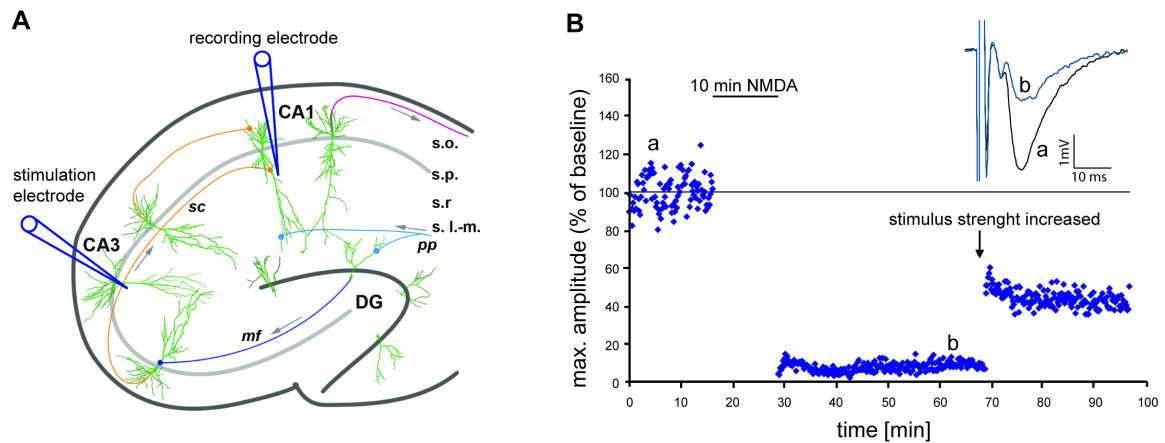 A
recording electrode
CA1
s.o.
s.p.
s.r
s. l.-m.
pp
stimulation
electrode
sc
CA3
DG
mf
B
160
140
120
100
80
60
40
20
0
max. amplitude (% of baseline)
10 min NMDA
a
b
a
1mV
10 ms
stimulus strenght increased
b
0
10
20
30
40
50
60
70
80
90
100
time [min]